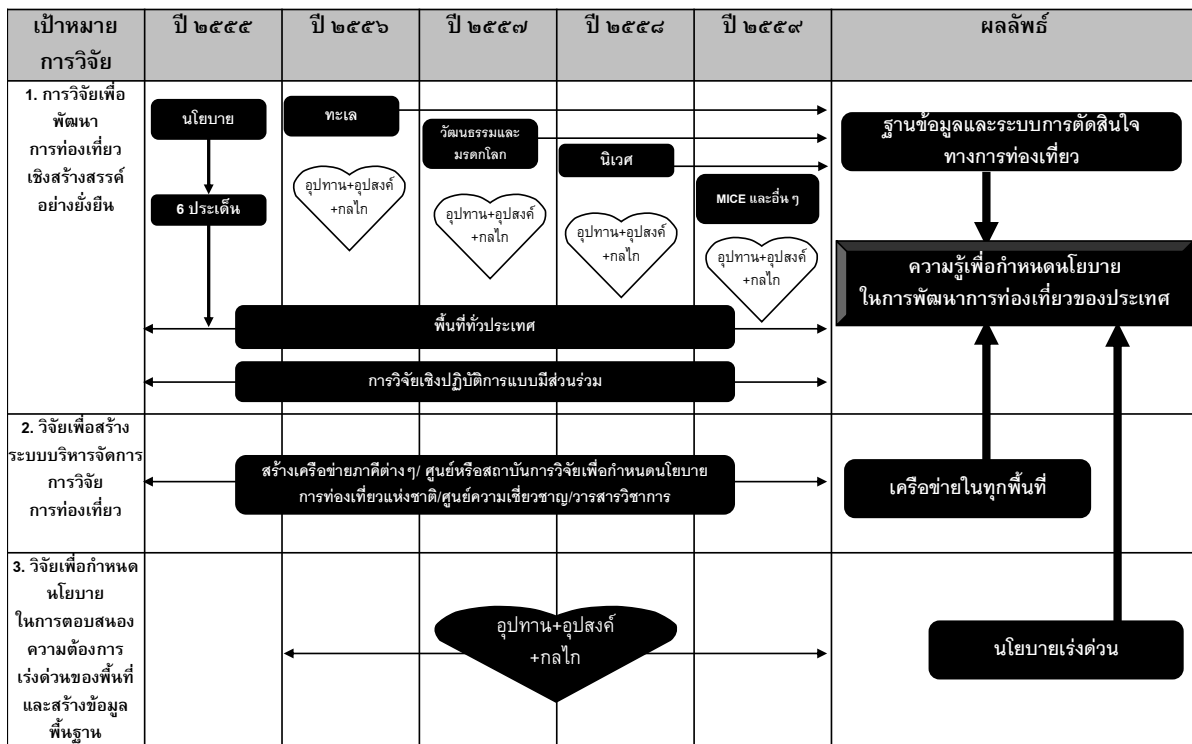 เป้าหมาย
การวิจัย
ปี ๒๕๕๕
ปี ๒๕๕๖
ปี ๒๕๕๗
ปี ๒๕๕๘
ปี ๒๕๕๙
ผลลัพธ์
1. การวิจัยเพื่อ
พัฒนา
การท่องเที่ยว
เชิงสร้างสรรค์
อย่างยั่งยืน
นโยบาย
6 ประเด็น
ทะเล
อุปทาน+อุปสงค์
+กลไก
วัฒนธรรมและ
มรดกโลก
อุปทาน+อุปสงค์
+กลไก
นิเวศ
อุปทาน+อุปสงค์
+กลไก
MICE และอื่น ๆ
อุปทาน+อุปสงค์
+กลไก
พื้นที่ทั่วประเทศ
การวิจัยเชิงปฏิบัติการแบบมีส่วนร่วม
ฐานข้อมูลและระบบการตัดสินใจ
ทางการท่องเที่ยว
ความรู้เพื่อกำหนดนโยบาย
ในการพัฒนาการท่องเที่ยวของประเทศ
2. วิจัยเพื่อสร้าง
ระบบบริหารจัดการ
การวิจัย
การท่องเที่ยว
สร้างเครือข่ายภาคีต่าง ๆ/ ศูนย์หรือสถาบันการวิจัยเพื่อกำหนดนโยบาย
การท่องเที่ยวแห่งชาติ/ศูนย์ความเชี่ยวชาญ/วารสารวิชาการ
เครือข่ายในทุกพื้นที่
3. วิจัยเพื่อกำหนด
นโยบาย
ในการตอบสนอง
ความต้องการ
เร่งด่วนของพื้นที่
และสร้างข้อมูล
พื้นฐาน
อุปทาน+อุปสงค์
+กลไก
นโยบายเร่งด่วน